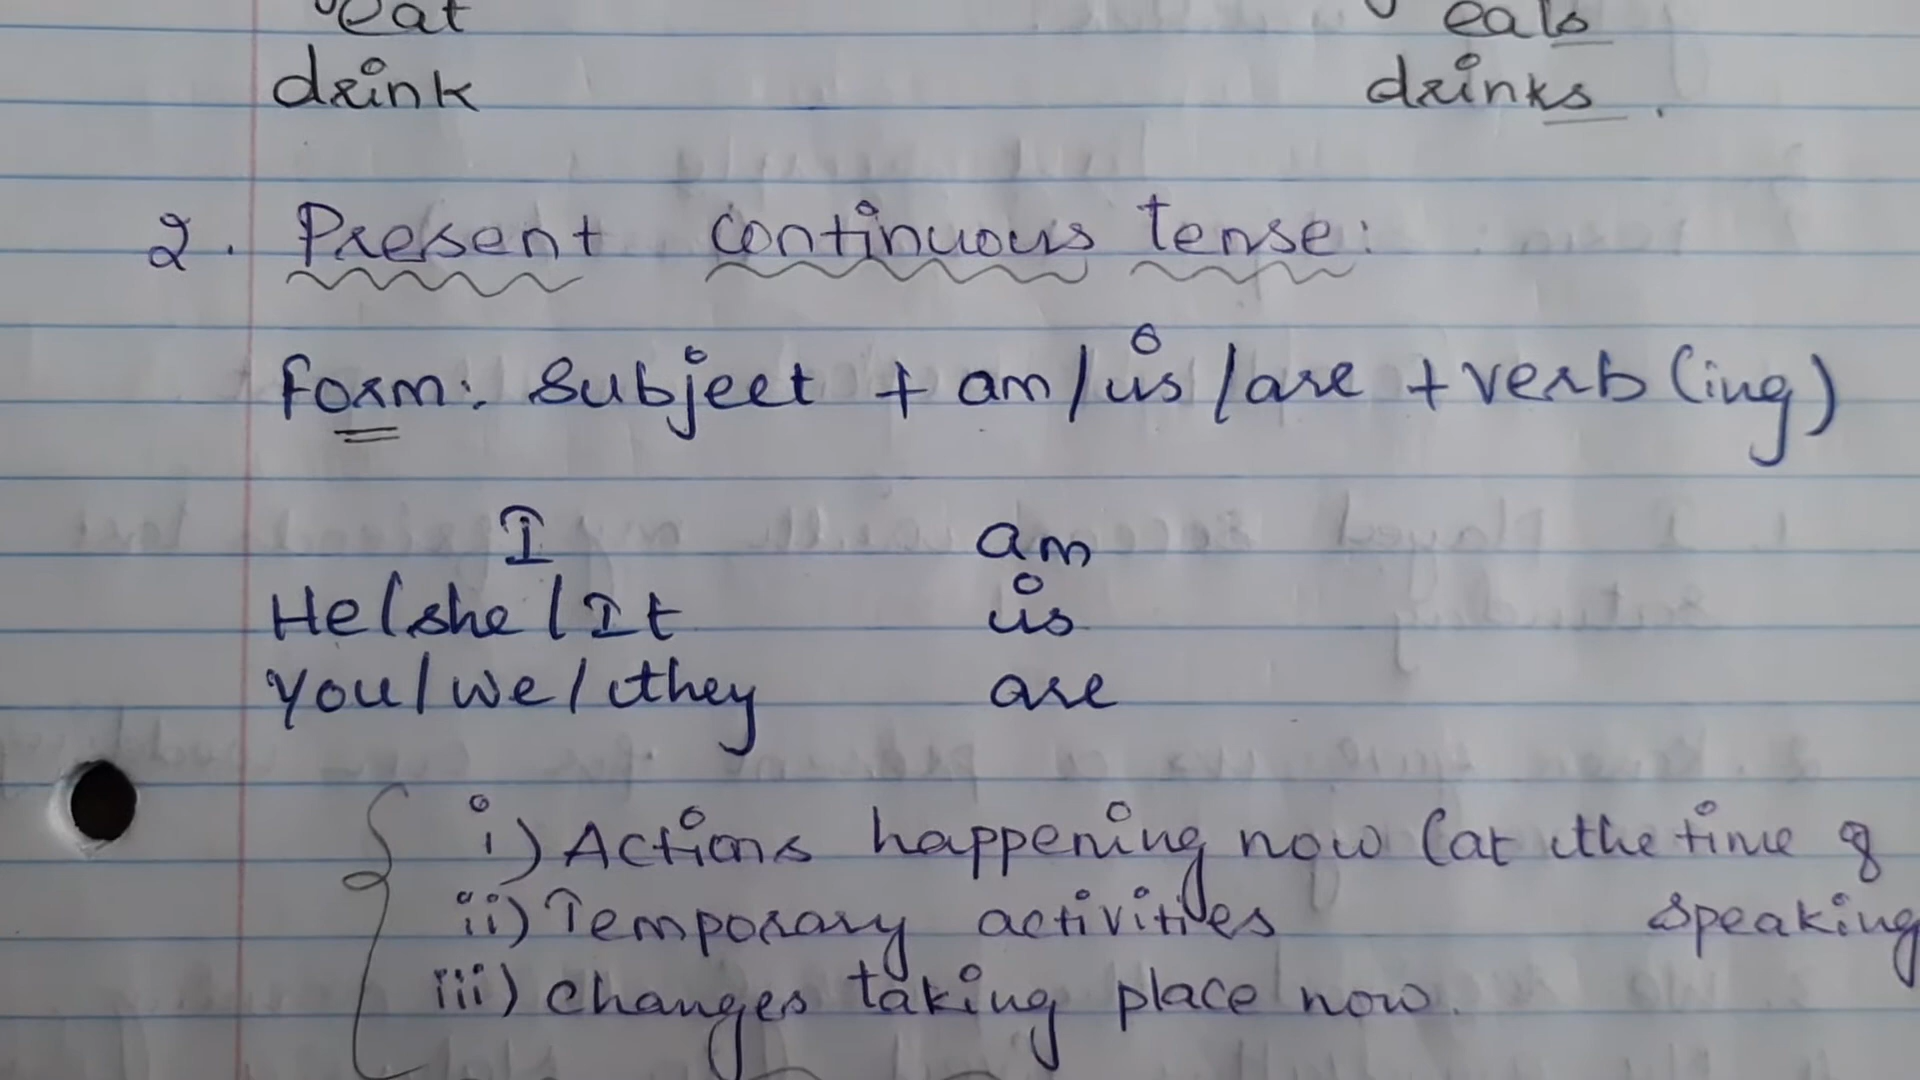 eat eats
drink drinks.
2. Present continuous tense:
Form: Subject + am/is/are + verb (ing)
I am
He/she/It is
You/we/they are
i) Actions happening now (at the time of
speaking
ii) Temporary activities
iii) changes taking place now.